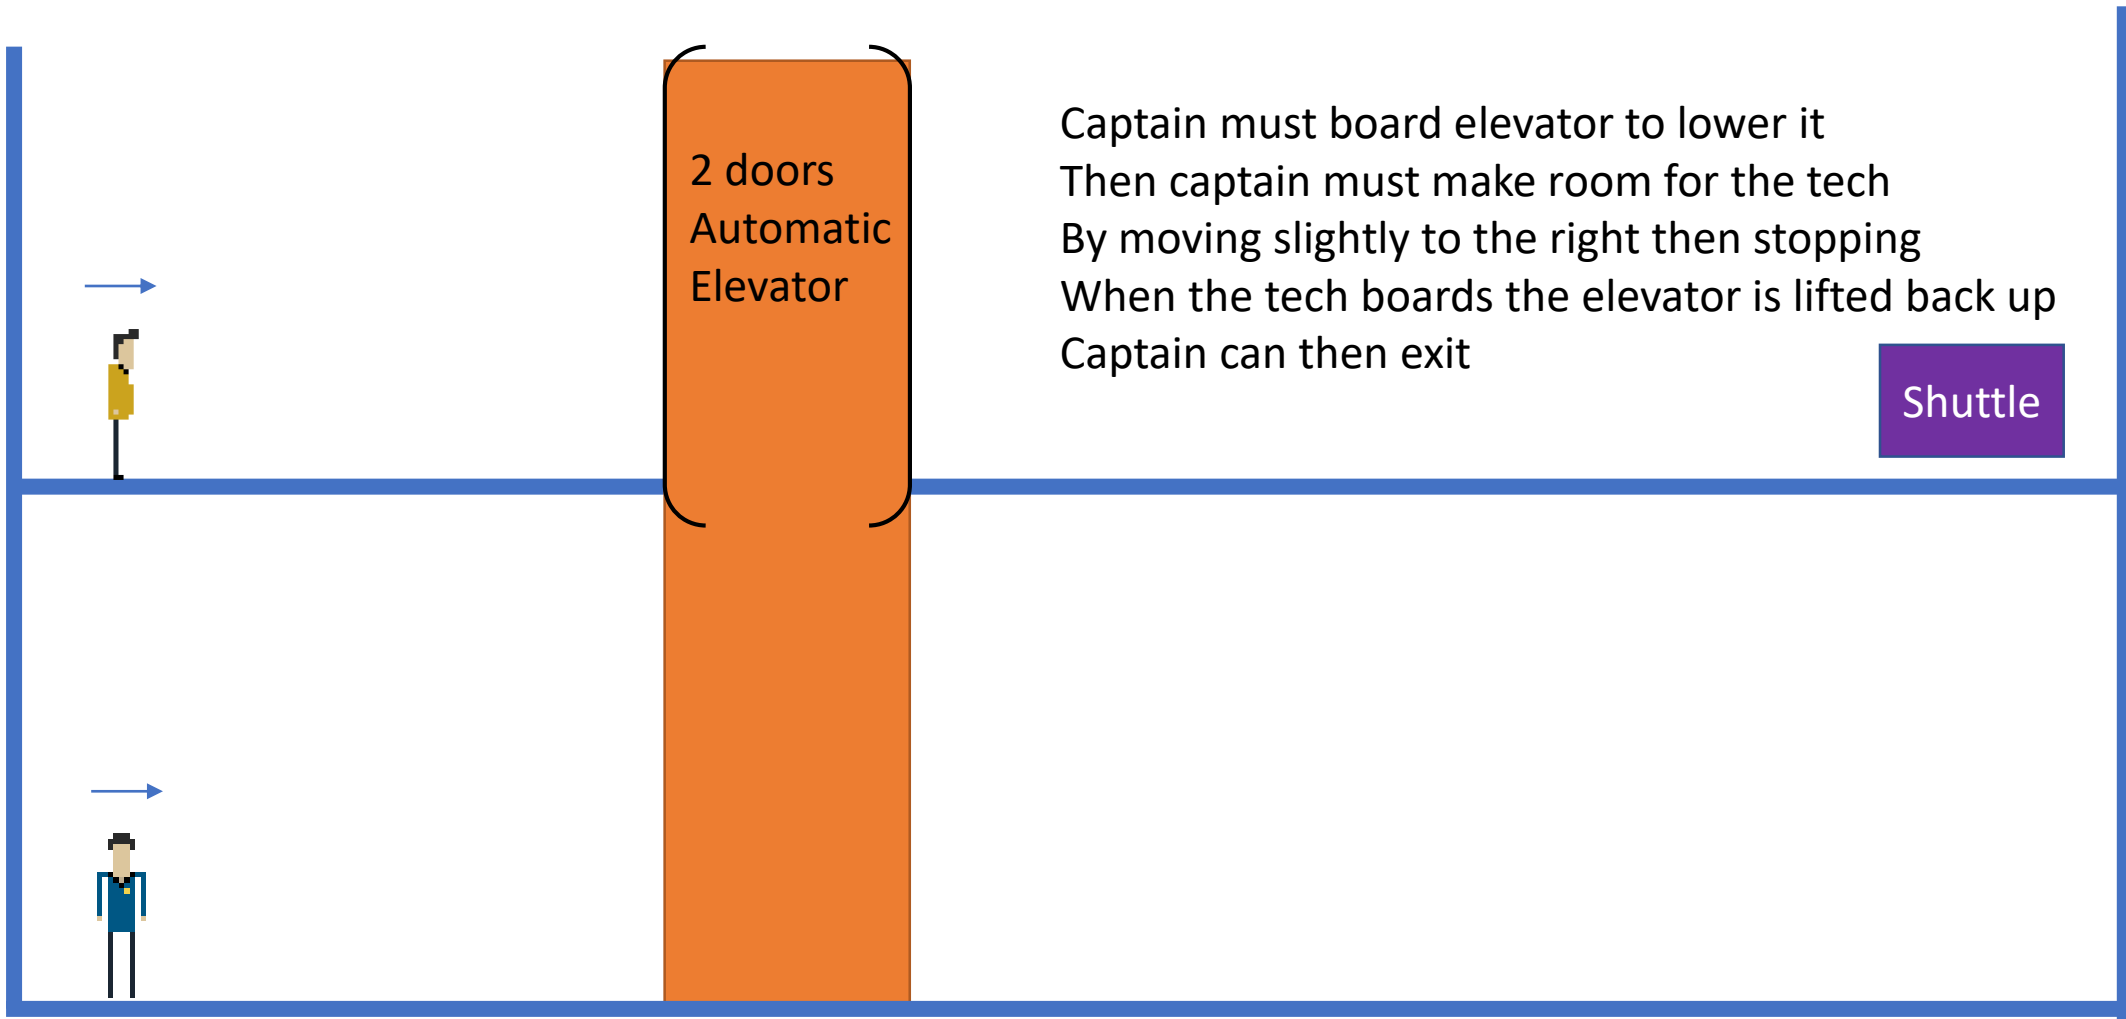 2 doors
Automatic
Elevator
Captain must board elevator to lower it
Then captain must make room for the tech
By moving slightly to the right then stopping
When the tech boards the elevator is lifted back up
Captain can then exit
Shuttle